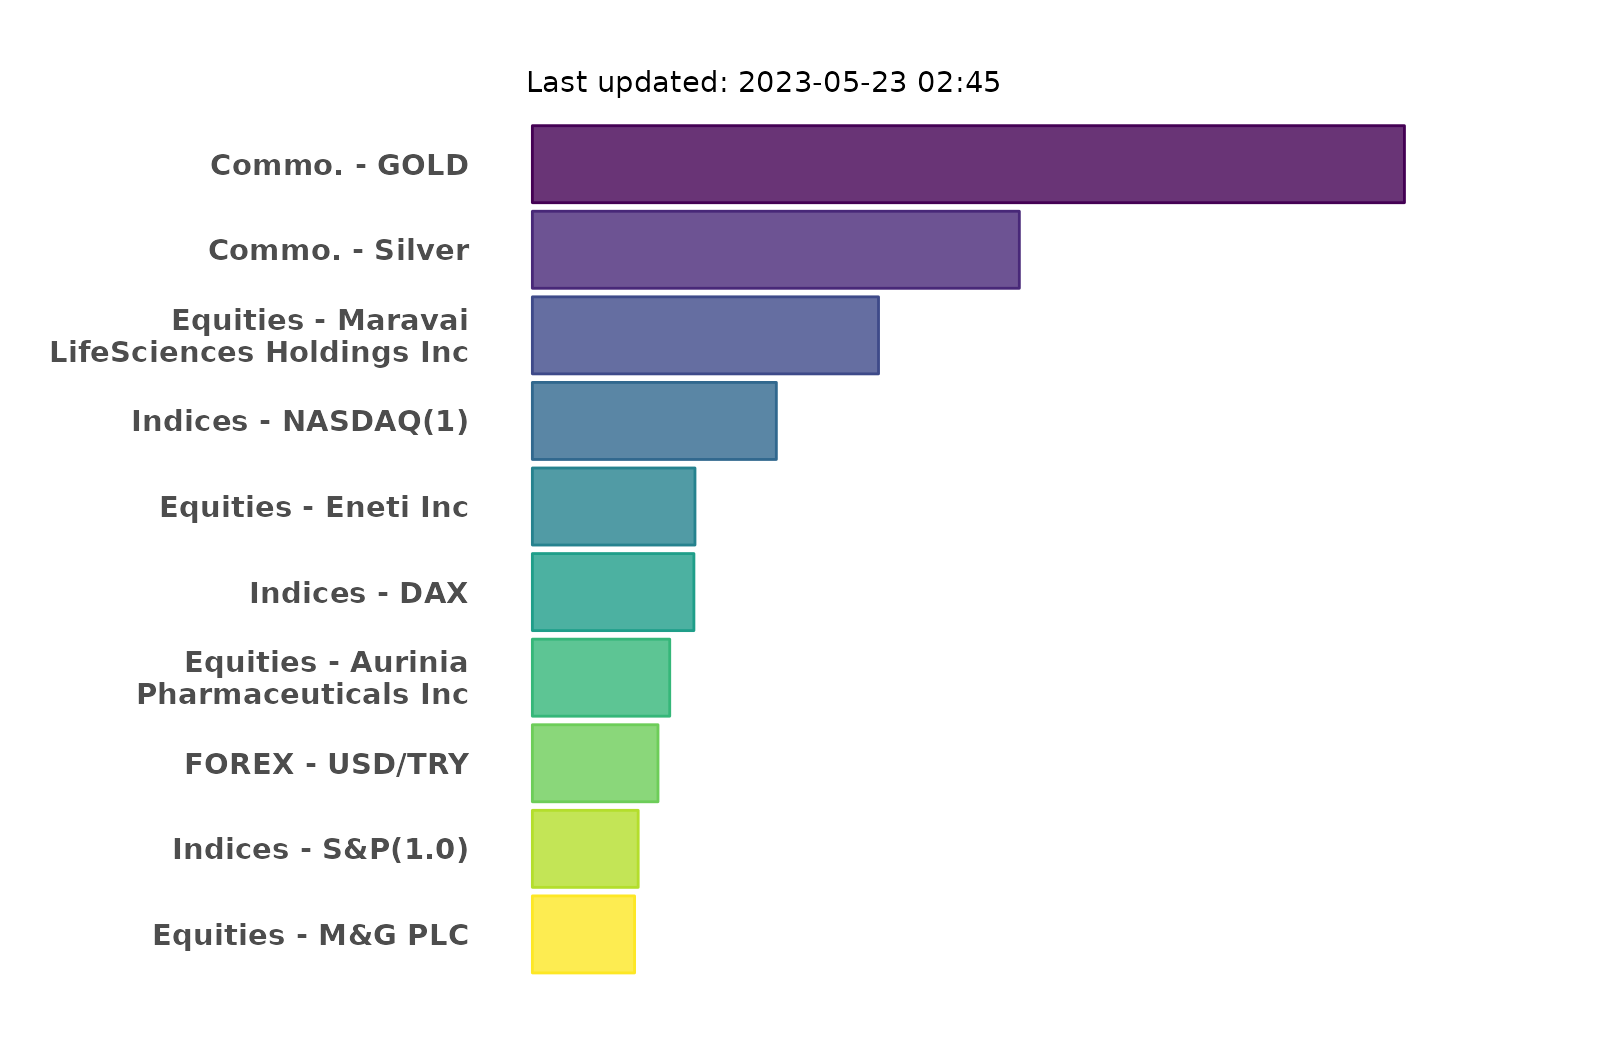 Last updated: 2023-05-23 02:45
Commo. - GOLD
Commo. - Silver
Equities - Maravai
LifeSciences Holdings Inc
Indices - NASDAQ(1)
Equities - Eneti Inc
Indices - DAX
Equities - Aurinia
Pharmaceuticals Inc
FOREX - USD/TRY
Indices - S&P(1.0)
Equities - M&G PLC